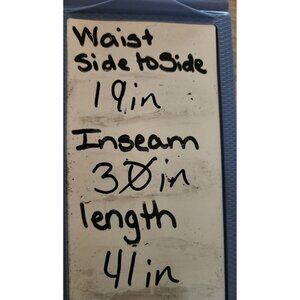 Waist
Side to Side
19in
Inseam
30in
length
41in